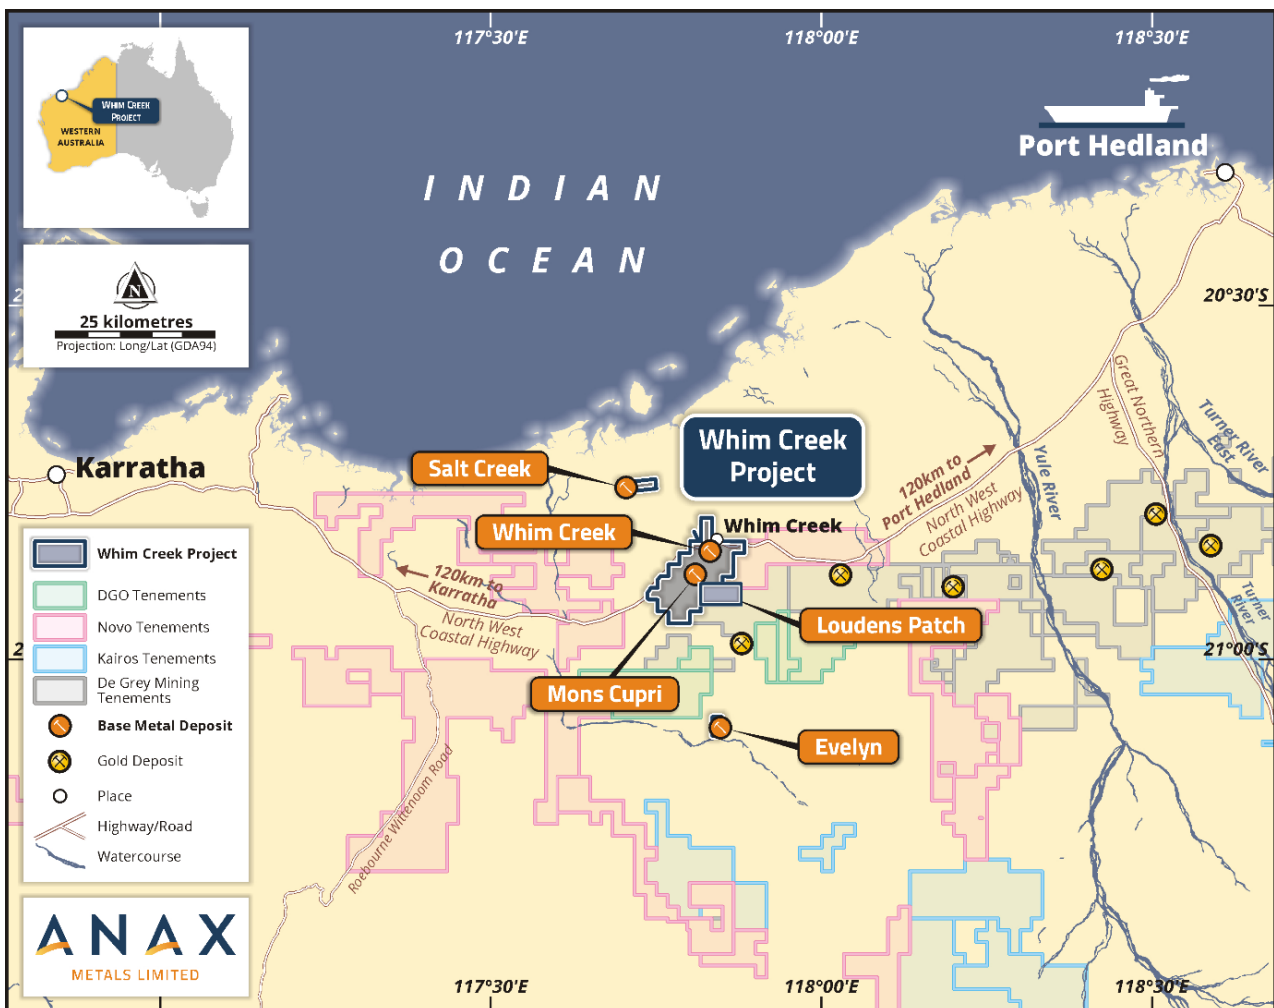 117°30'E
118°00'E
118°30'E
WHIM CREEK
PROJECT
WESTERN
AUSTRALIA
Port Hedland
INDIAN
OCEAN
N
25 kilometres
Projection: Long/Lat (GDA94)
20°30'S
Great Northern
Highway
Turner River
East
Yule River
Karratha
Salt Creek
Whim Creek
Project
120km to
Port Hedland
North West
Coastal Highway
Whim Creek
Whim Creek
120km to
Karratha
North West
Coastal Highway
Loudens Patch
Turner
River
21°00'S
Mons Cupri
Evelyn
Roebourne Wittenoom Road
Whim Creek Project
DGO Tenements
Novo Tenements
Kairos Tenements
De Grey Mining
Tenements
Base Metal Deposit
Gold Deposit
Place
Highway/Road
Watercourse
ANAX
METALS LIMITED
117°30'E
118°00'E
118°30'E